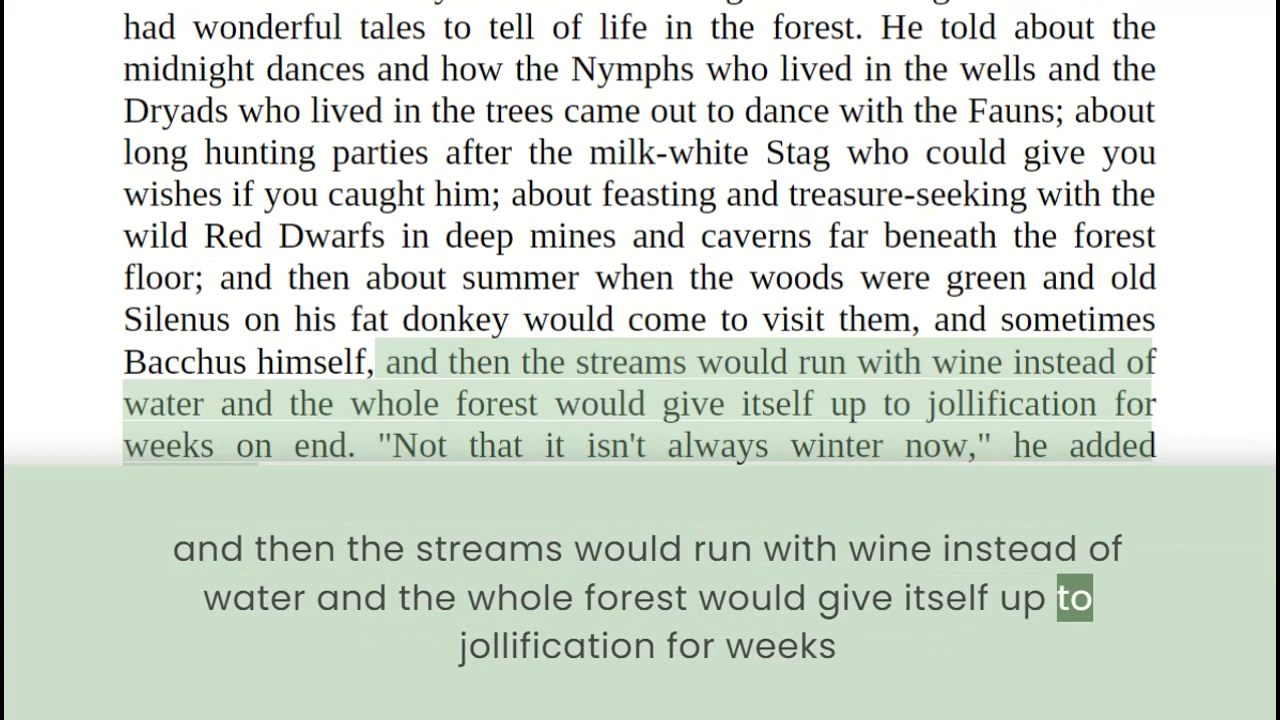 had wonderful tales to tell of life in the forest. He told about the
midnight dances and how the Nymphs who lived in the wells and the
Dryads who lived in the trees came out to dance with the Fauns; about
long hunting parties after the milk-white Stag who could give you
wishes if you caught him; about feasting and treasure-seeking with the
wild Red Dwarfs in deep mines and caverns far beneath the forest
floor; and then about summer when the woods were green and old
Silenus on his fat donkey would come to visit them, and sometimes
Bacchus himself, and then the streams would run with wine instead of
water and the whole forest would give itself up to jollification for
weeks on end. "Not that it isn't always winter now," he added
and then the streams would run with wine instead of
water and the whole forest would give itself up to
jollification for weeks